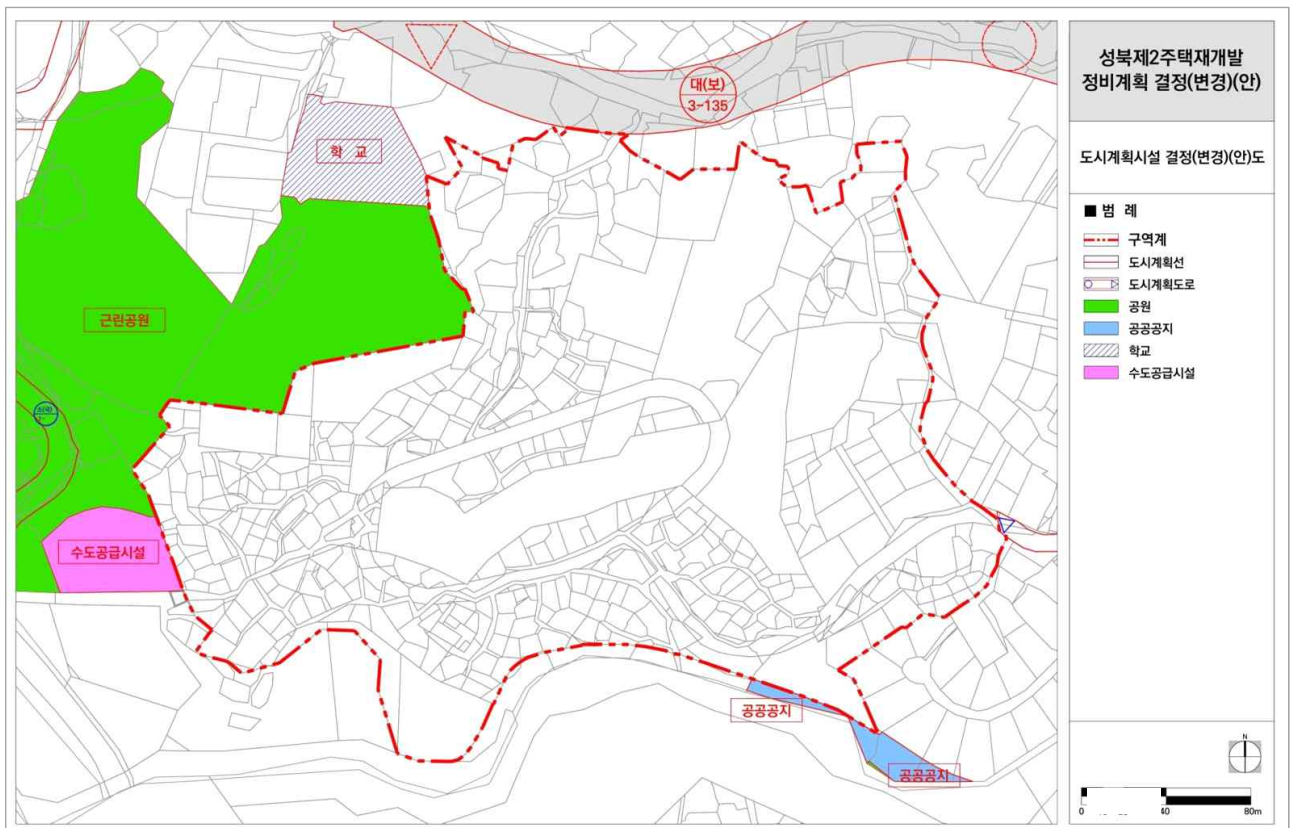 성북제2주택재개발
정비계획 결정(변경)(안)
도시계획시설 결정(변경)(안)도
■ 범 례
구역계
도시계획선
도시계획도로
공원
공공공지
학교
수도공급시설
대(보)
3-135
학 교
근린공원
수도공급시설
공공공지
공공공지
N
0 40 80m